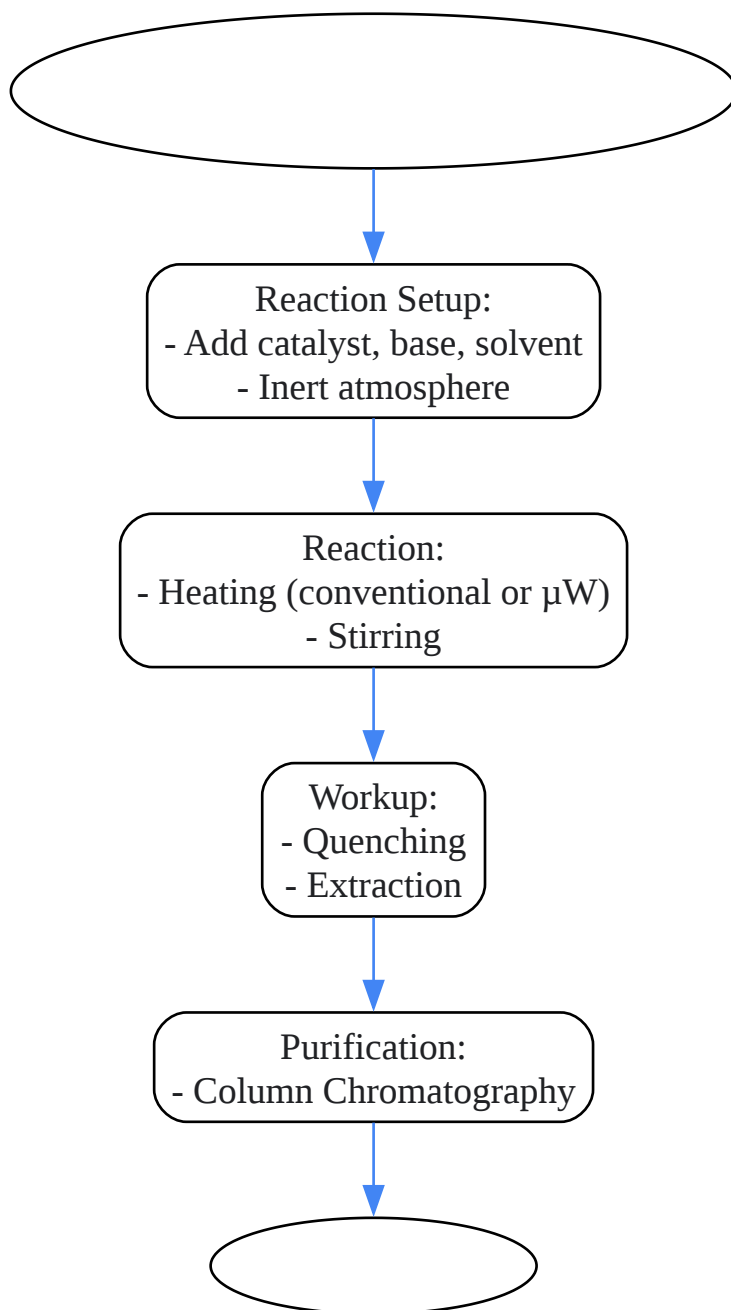 Reaction Setup:
- Add catalyst, base, solvent
- Inert atmosphere
Reaction:
- Heating (conventional or µW)
- Stirring
Workup:
- Quenching
- Extraction
Purification:
- Column Chromatography